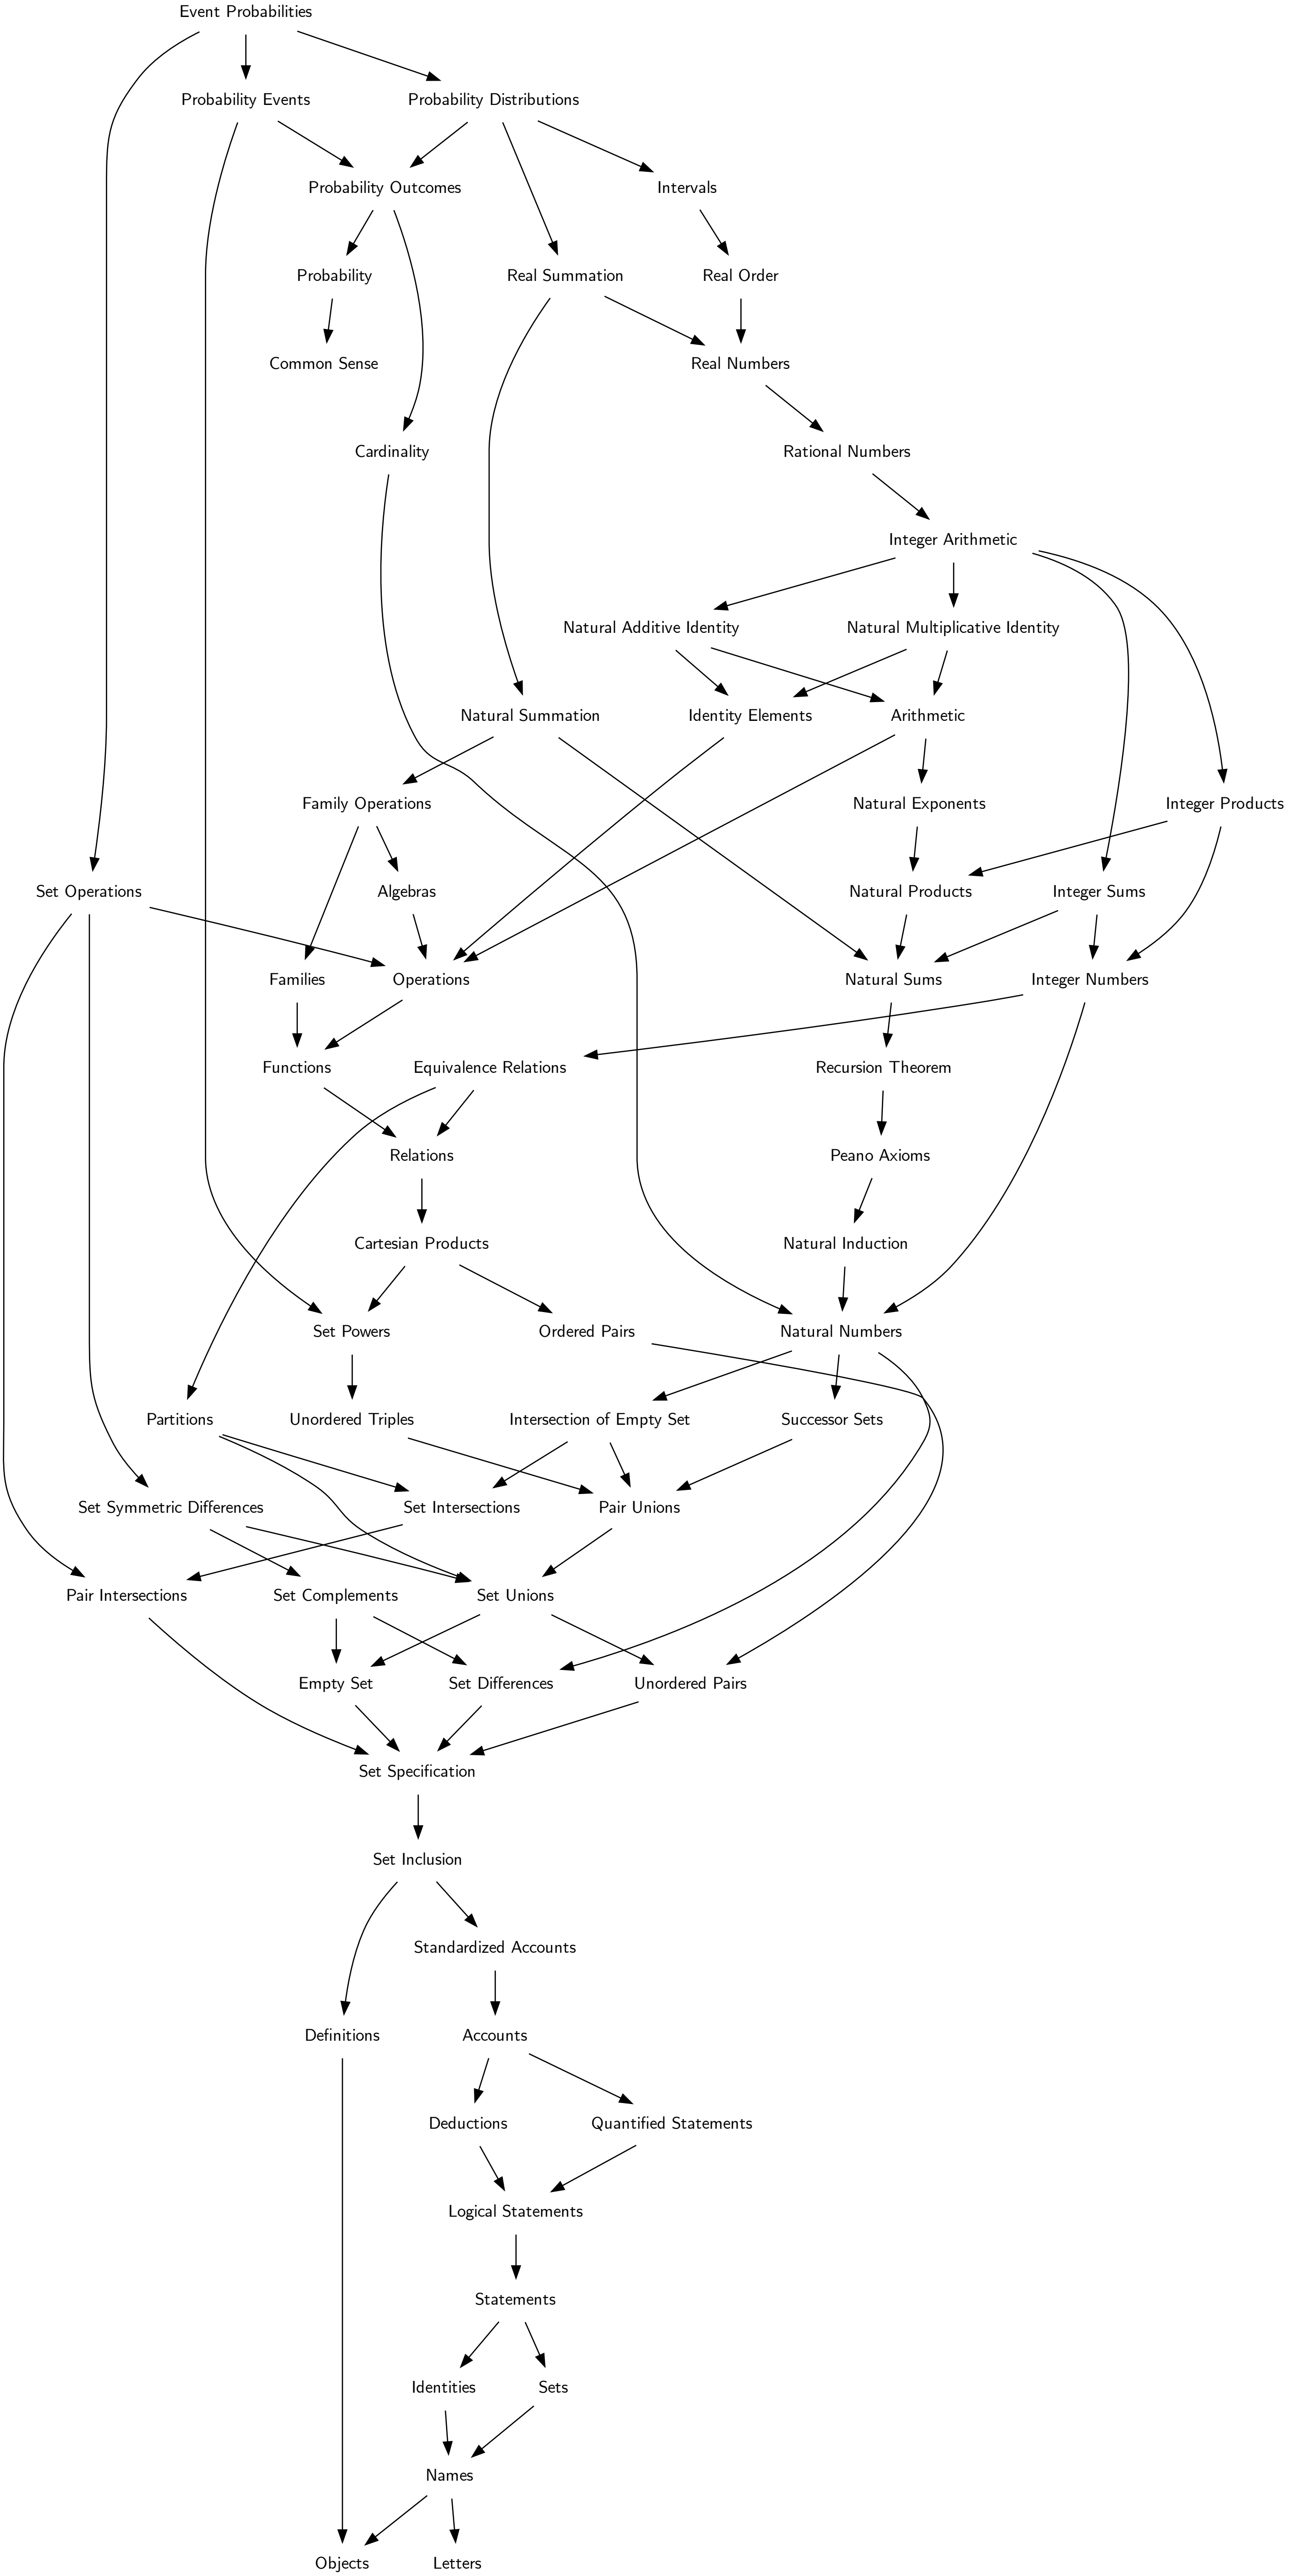 Event Probabilities
Probability Events
Probability Distributions
Probability Outcomes
Intervals
Probability
Real Summation
Real Order
Common Sense
Real Numbers
Cardinality
Rational Numbers
Integer Arithmetic
Natural Additive Identity
Natural Multiplicative Identity
Natural Summation
Identity Elements
Arithmetic
Family Operations
Natural Exponents
Integer Products
Set Operations
Algebras
Natural Products
Integer Sums
Families
Operations
Natural Sums
Integer Numbers
Functions
Equivalence Relations
Recursion Theorem
Relations
Peano Axioms
Cartesian Products
Natural Induction
Set Powers
Ordered Pairs
Natural Numbers
Partitions
Unordered Triples
Intersection of Empty Set
Successor Sets
Set Symmetric Differences
Set Intersections
Pair Unions
Pair Intersections
Set Complements
Set Unions
Empty Set
Set Differences
Unordered Pairs
Set Specification
Set Inclusion
Standardized Accounts
Definitions
Accounts
Deductions
Quantified Statements
Logical Statements
Statements
Identities
Sets
Names
Objects
Letters